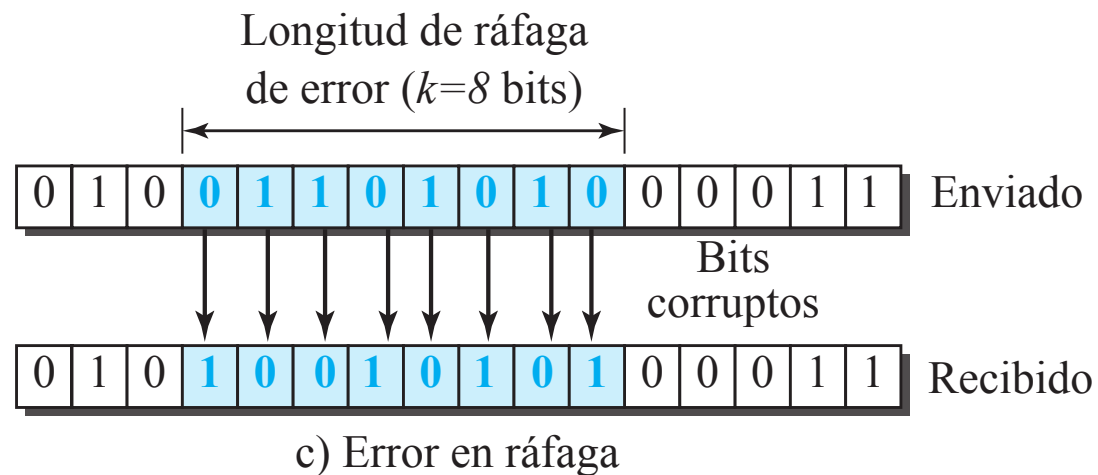 Longitud de ráfaga
de error (k=8 bits)
0 1 0 0 1 1 0 1 0 1 0 0 0 0 1 1 Enviado
Bits
corruptos
0 1 0 1 0 0 1 0 1 0 1 0 0 0 1 1 Recibido
c) Error en ráfaga